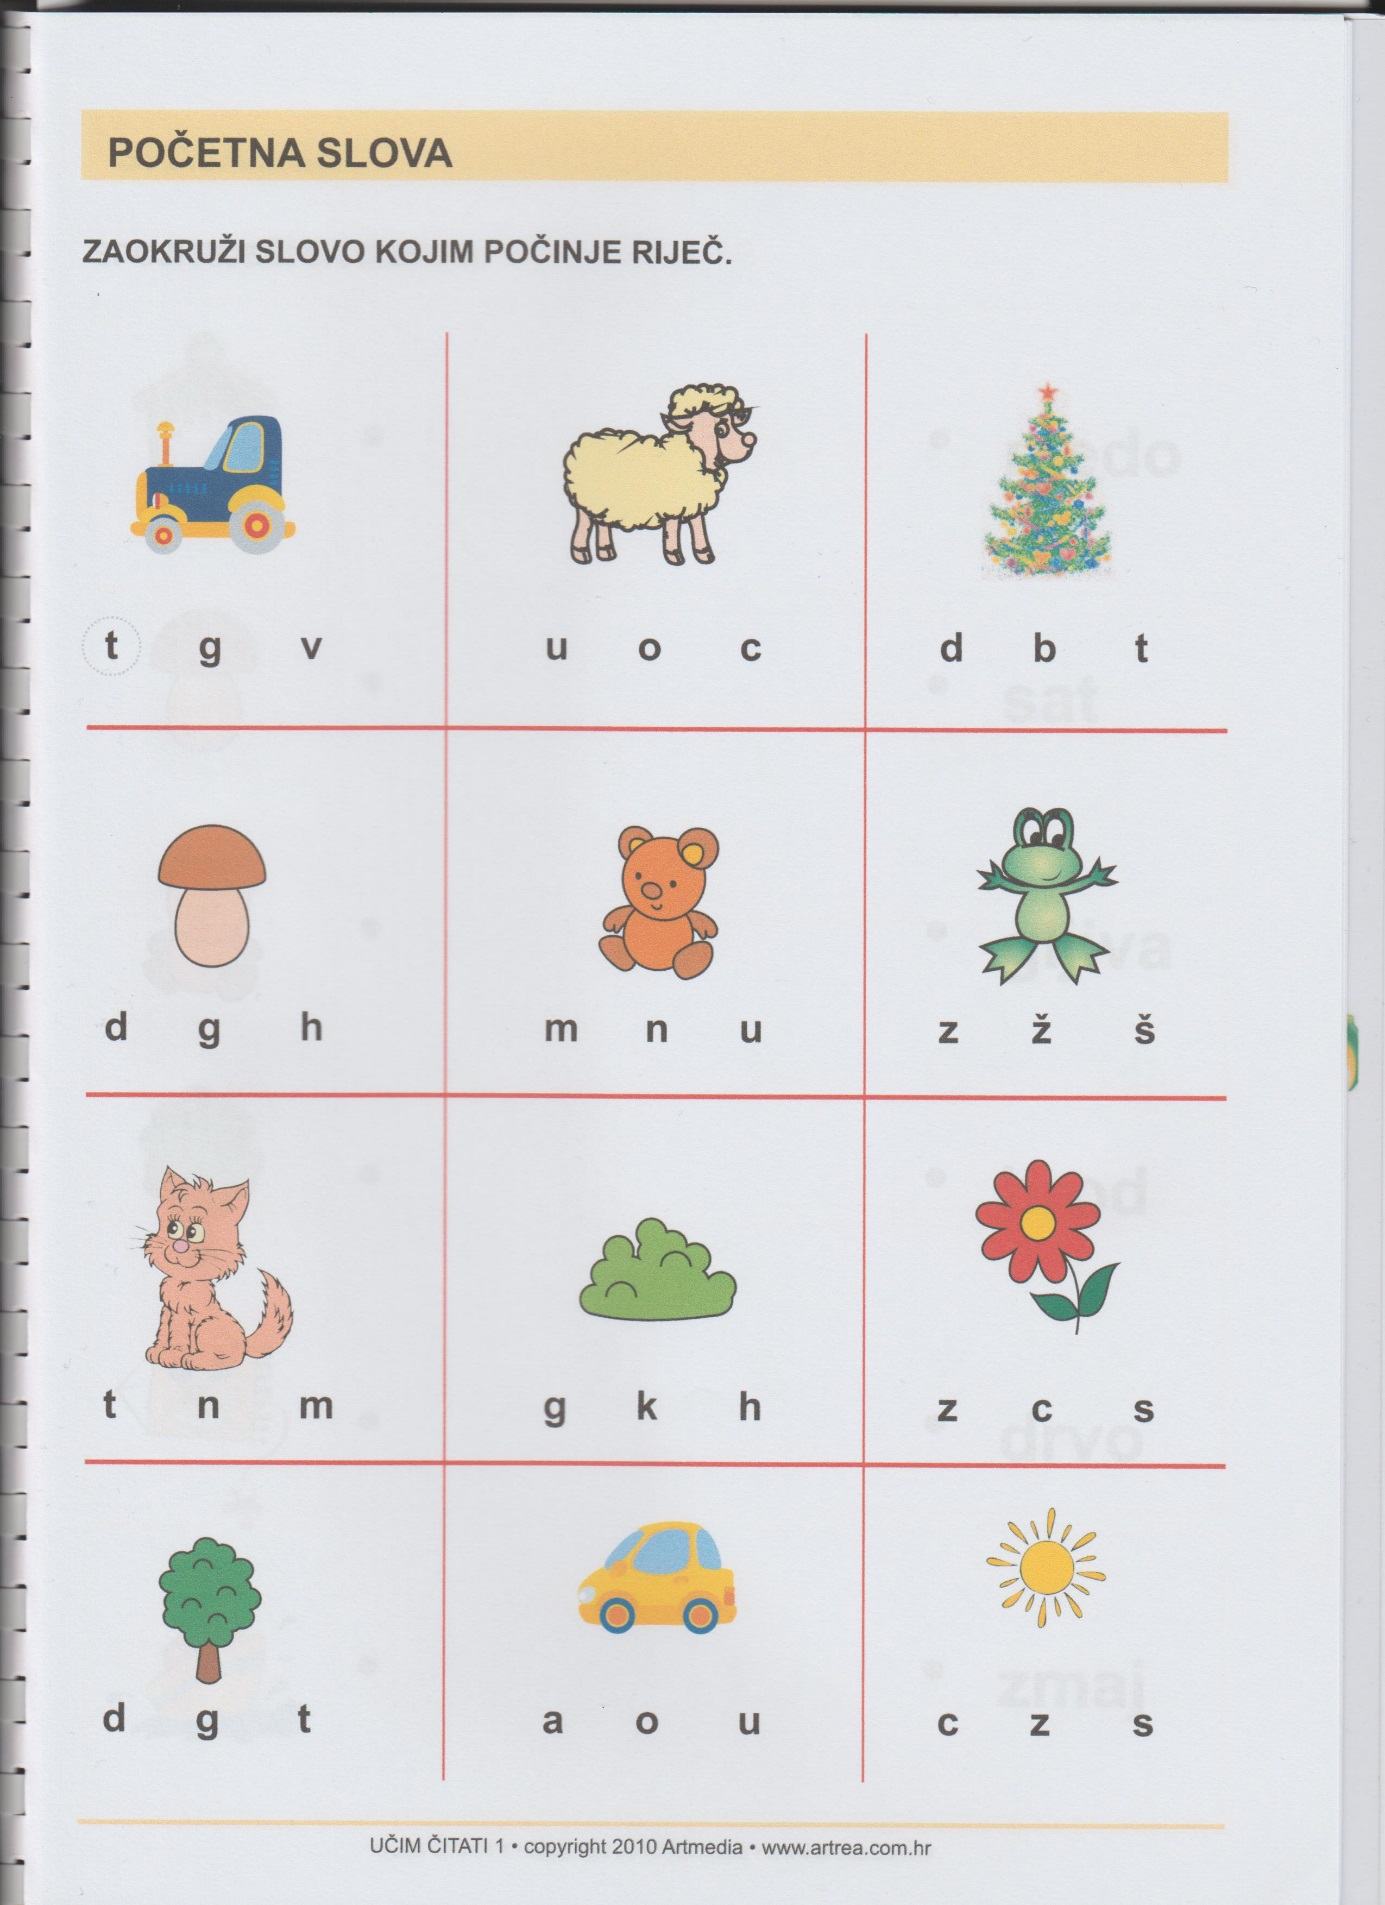 POČETNA SLOVA
ZAOKRUŽI SLOVO KOJIM POČINJE RIJEČ.
t g v u o c d b t
d g h m n u z ž š
t n m g k h z c s
d g t a o u c z s
UČIM ČITATI 1 • copyright 2010 Artmedia • www.artrea.com.hr